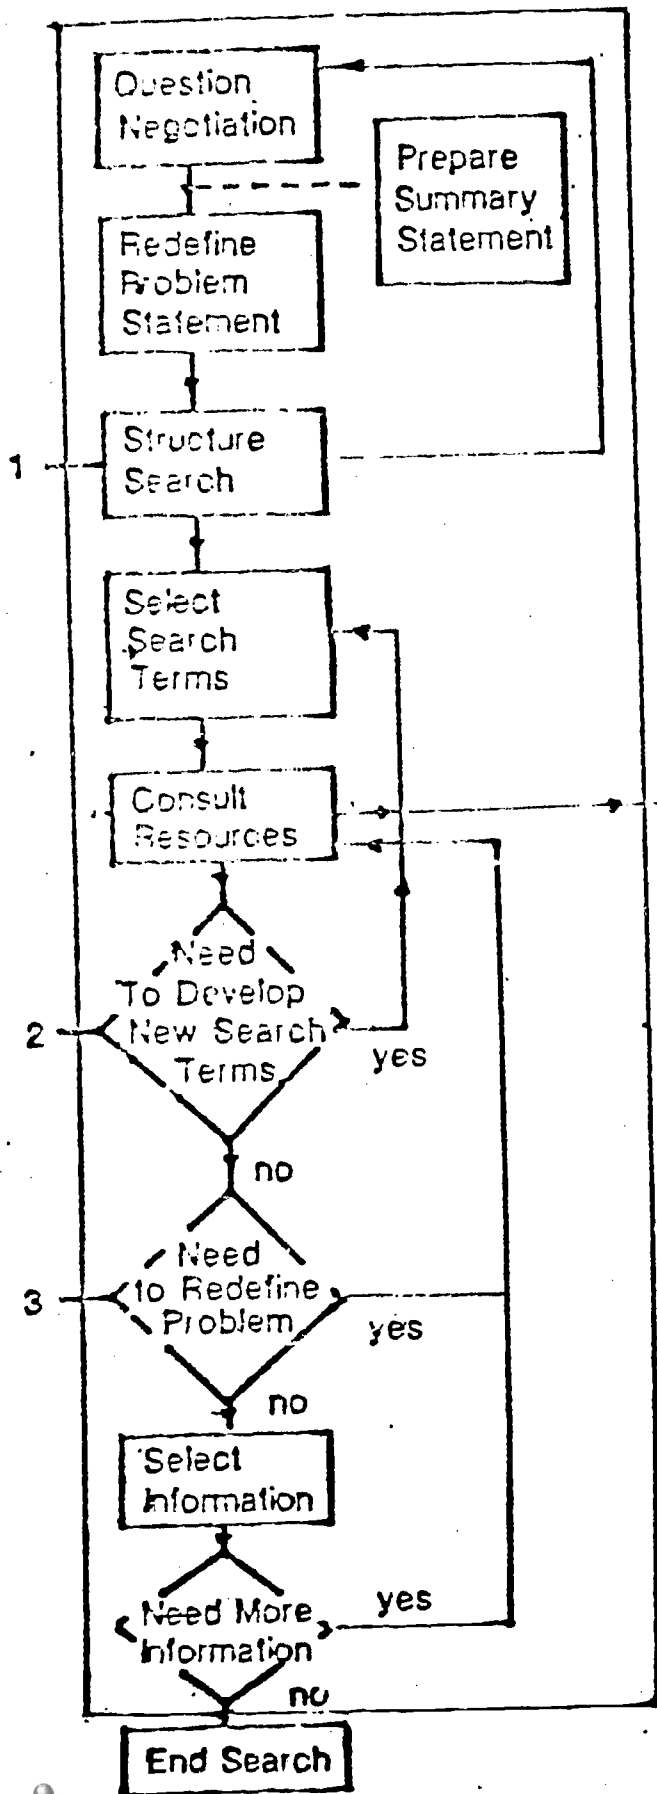 Question
Negotiation
Prepare
Summary
Statement
Redefine
Problem
Statement
1
Structure
Search
Select
Search
Terms
Consult
Resources
Need
To Develop
2
New Search
Terms
yes
no
Need
3
to Redefine
Problem
yes
no
Select
Information
Need More
Information
yes
no
End Search